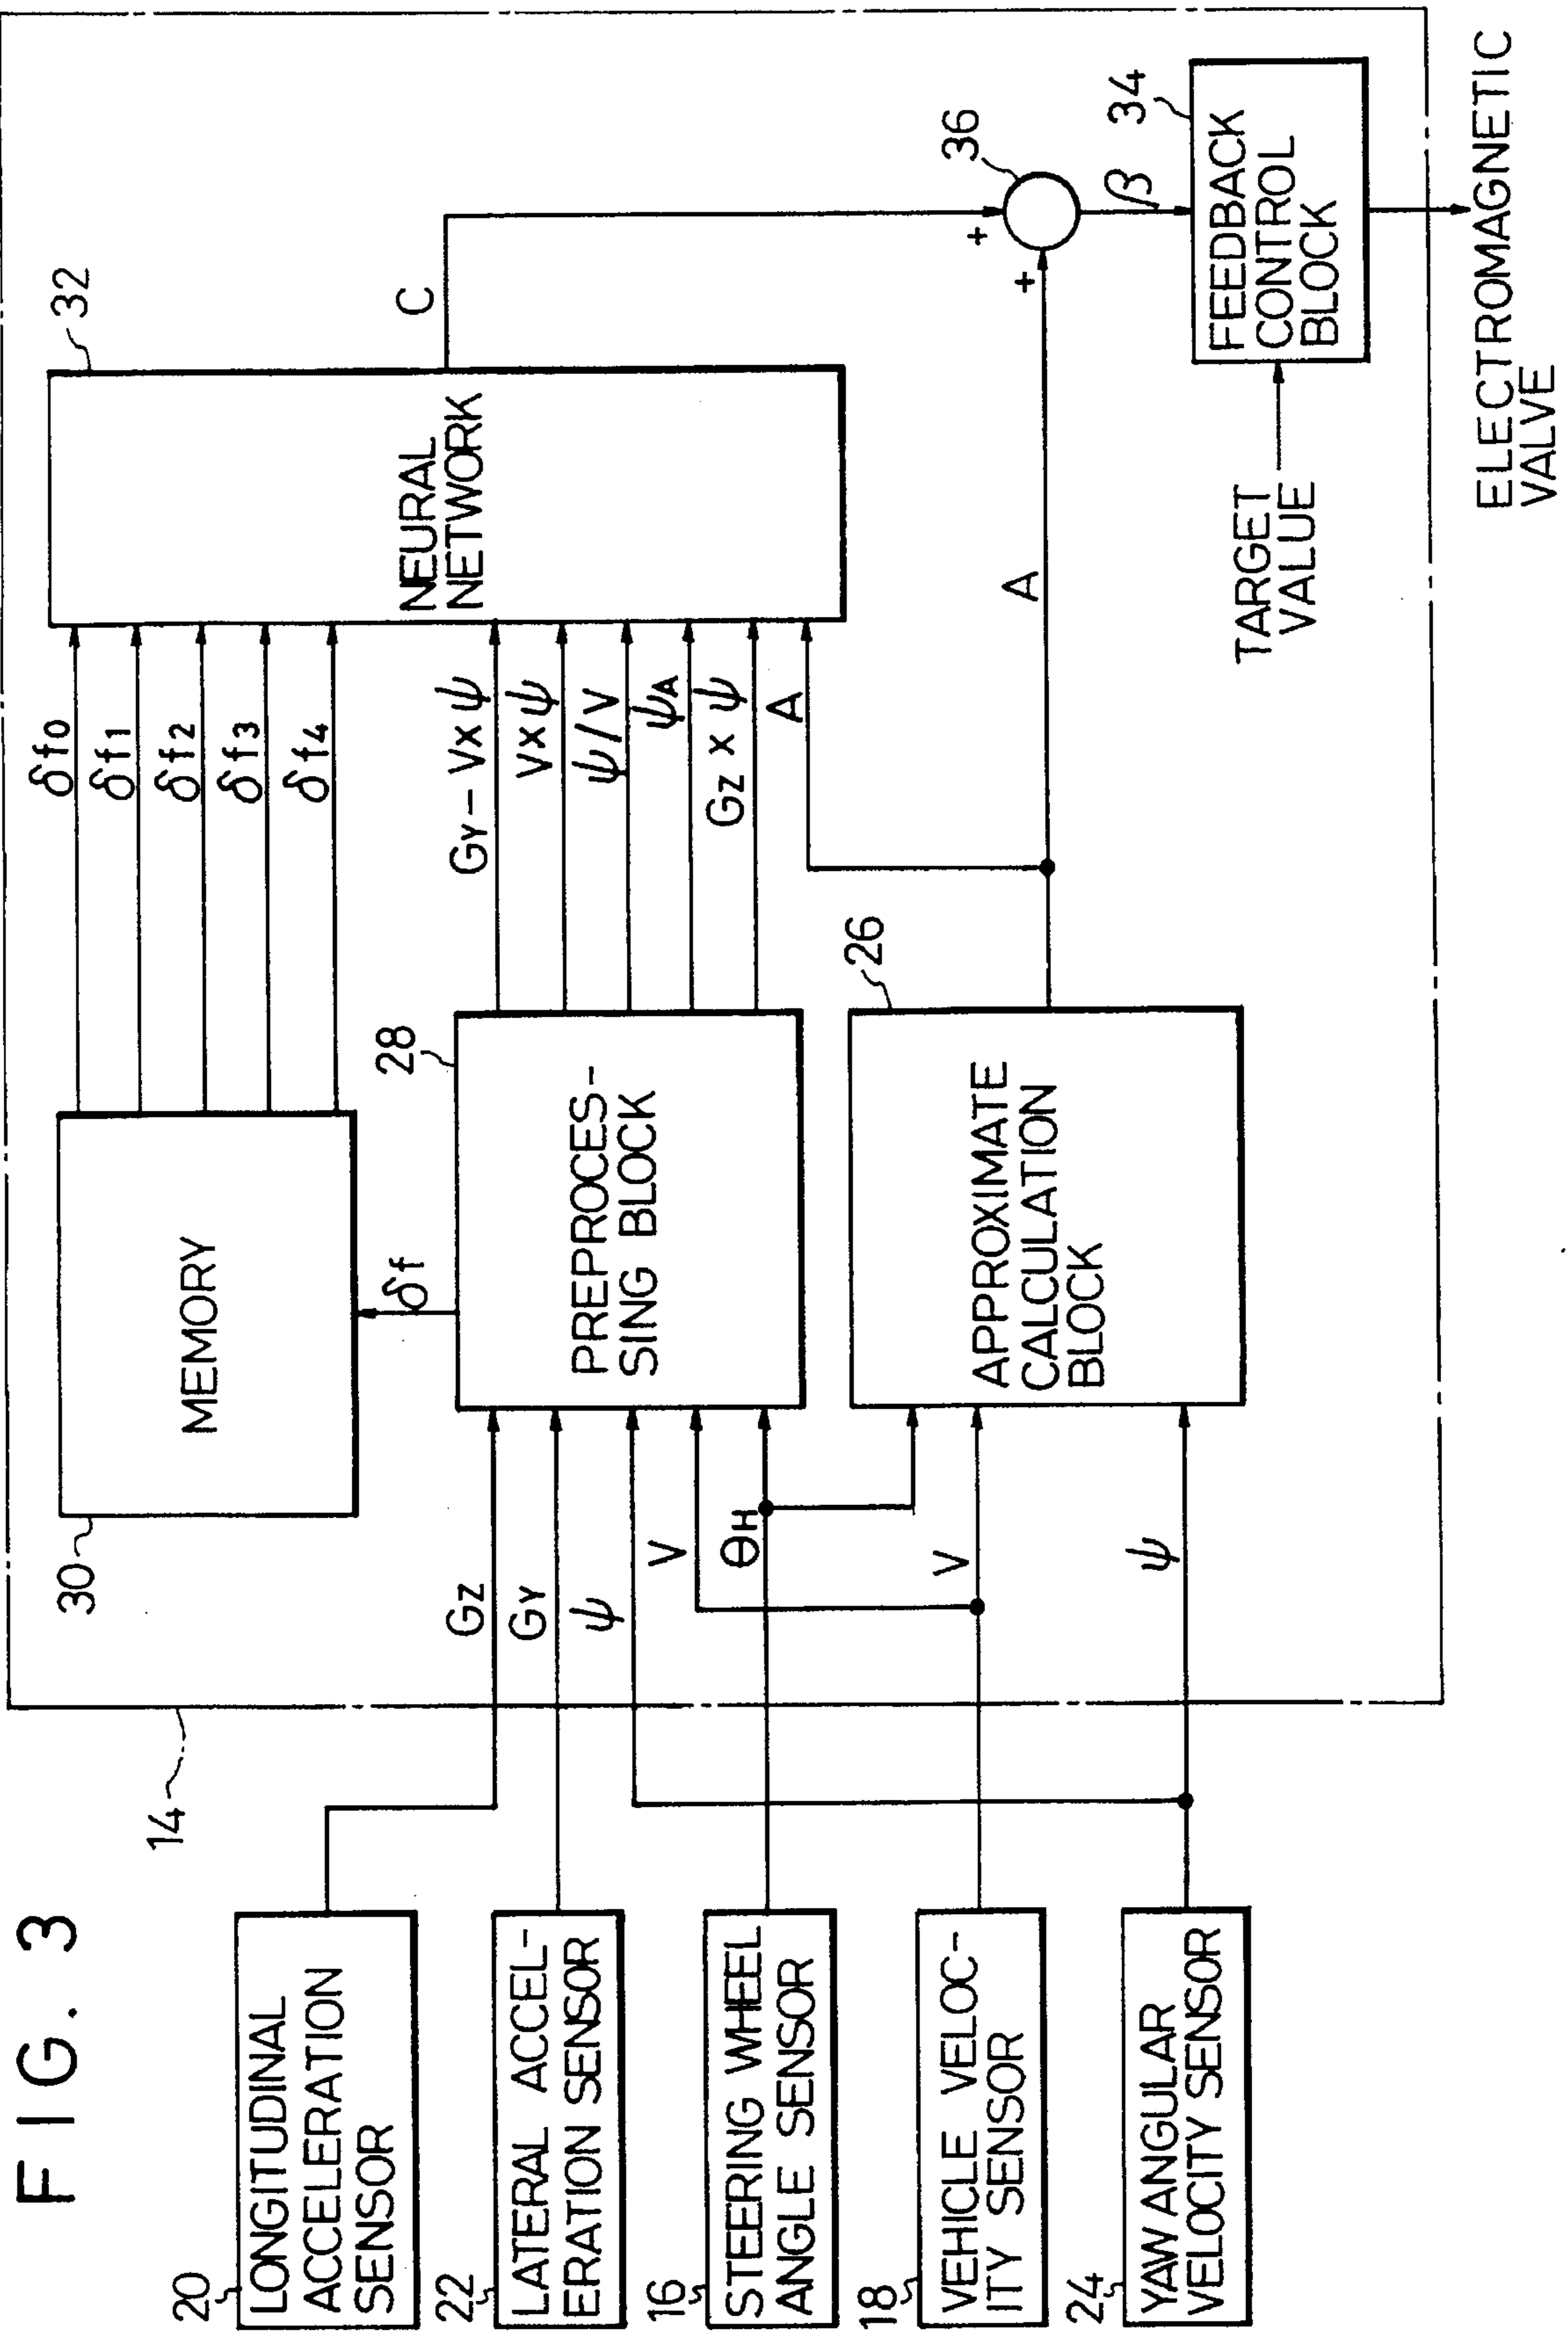 FIG. 3
20
LONGITUDINAL
ACCELERATION
SENSOR
22
LATERAL ACCEL-
ERATION SENSOR
16
STEERING WHEEL
ANGLE SENSOR
18
VEHICLE VELOC-
ITY SENSOR
24
YAW ANGULAR
VELOCITY SENSOR
14
GZ
GY
ψ
V
θH
V
ψ
30
MEMORY
δf
28
PREPROCES-
SING BLOCK
26
APPROXIMATE
CALCULATION
BLOCK
δf0
δf1
δf2
δf3
δf4
GY-V×ψ
V×ψ
ψ/V
ψA
GZ×ψ
A
32
NEURAL
NETWORK
C
A
36
+
+
β
34
FEEDBACK
CONTROL
BLOCK
TARGET
VALUE
ELECTROMAGNETIC
VALVE